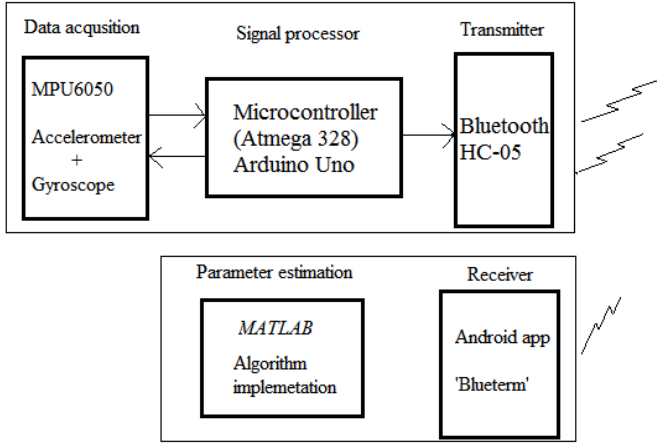 Data acqusition
Signal processor
Transmitter
MPU6050
Accelerometer
+
Gyroscope
Microcontroller
(Atmega 328)
Arduino Uno
Bluetooth
HC-05
Parameter estimation
Receiver
MATLAB
Algorithm
implemetation
Android app
'Blueterm'